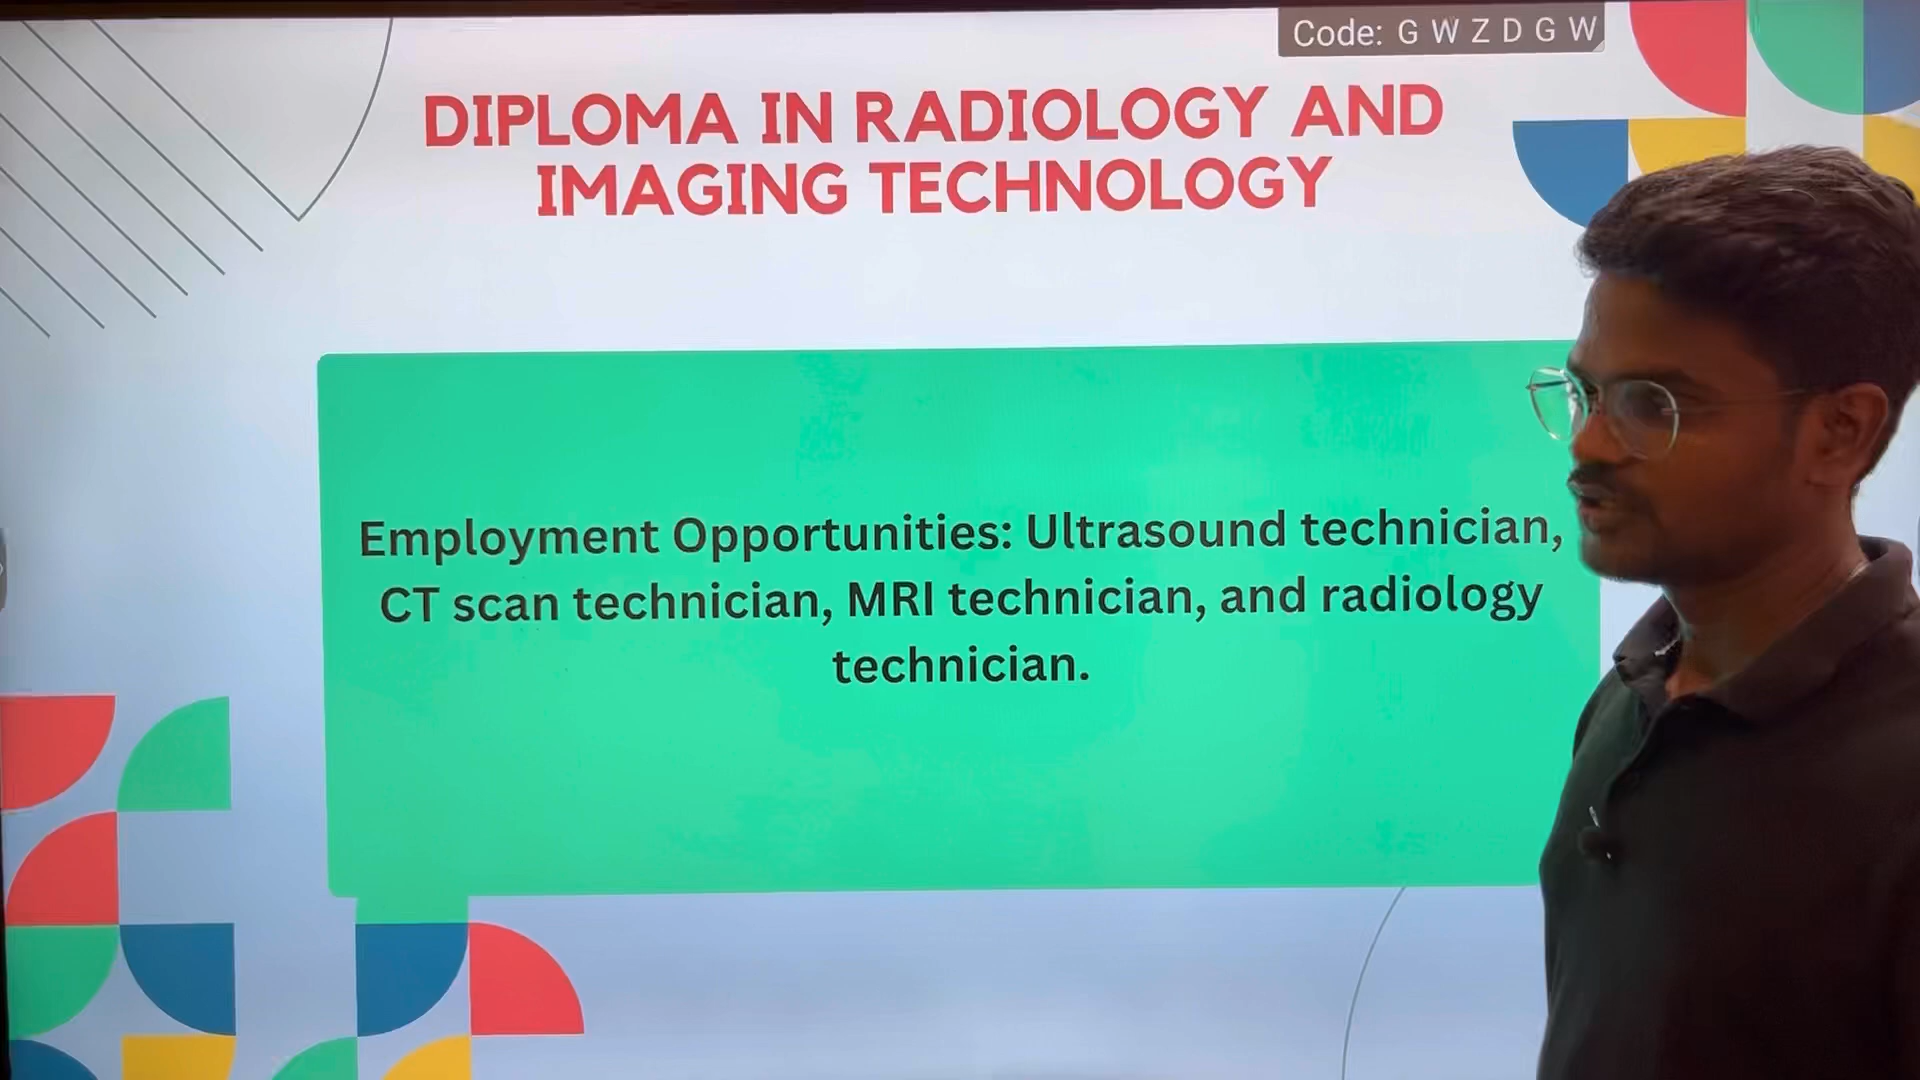 Code: G W Z D G W
DIPLOMA IN RADIOLOGY AND
IMAGING TECHNOLOGY
Employment Opportunities: Ultrasound technician,
CT scan technician, MRI technician, and radiology
technician.